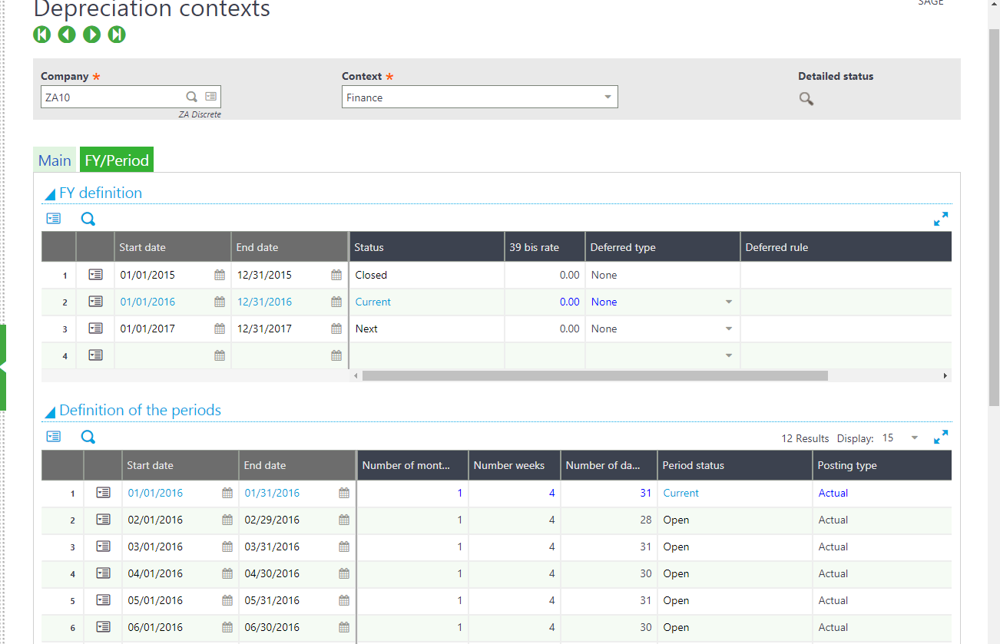 Depreciation contexts
SAGE
Company *
Context *
Detailed status
ZA10
Finance
ZA Discrete
Main FY/Period
FY definition
Start date End date Status 39 bis rate Deferred type Deferred rule
1 01/01/2015 12/31/2015 Closed 0.00 None
2 01/01/2016 12/31/2016 Current 0.00 None
3 01/01/2017 12/31/2017 Next 0.00 None
4
Definition of the periods
12 Results Display: 15
Start date End date Number of mont... Number weeks Number of da... Period status Posting type
1 01/01/2016 01/31/2016 1 4 31 Current Actual
2 02/01/2016 02/29/2016 1 4 28 Open Actual
3 03/01/2016 03/31/2016 1 4 31 Open Actual
4 04/01/2016 04/30/2016 1 4 30 Open Actual
5 05/01/2016 05/31/2016 1 4 31 Open Actual
6 06/01/2016 06/30/2016 1 4 30 Open Actual